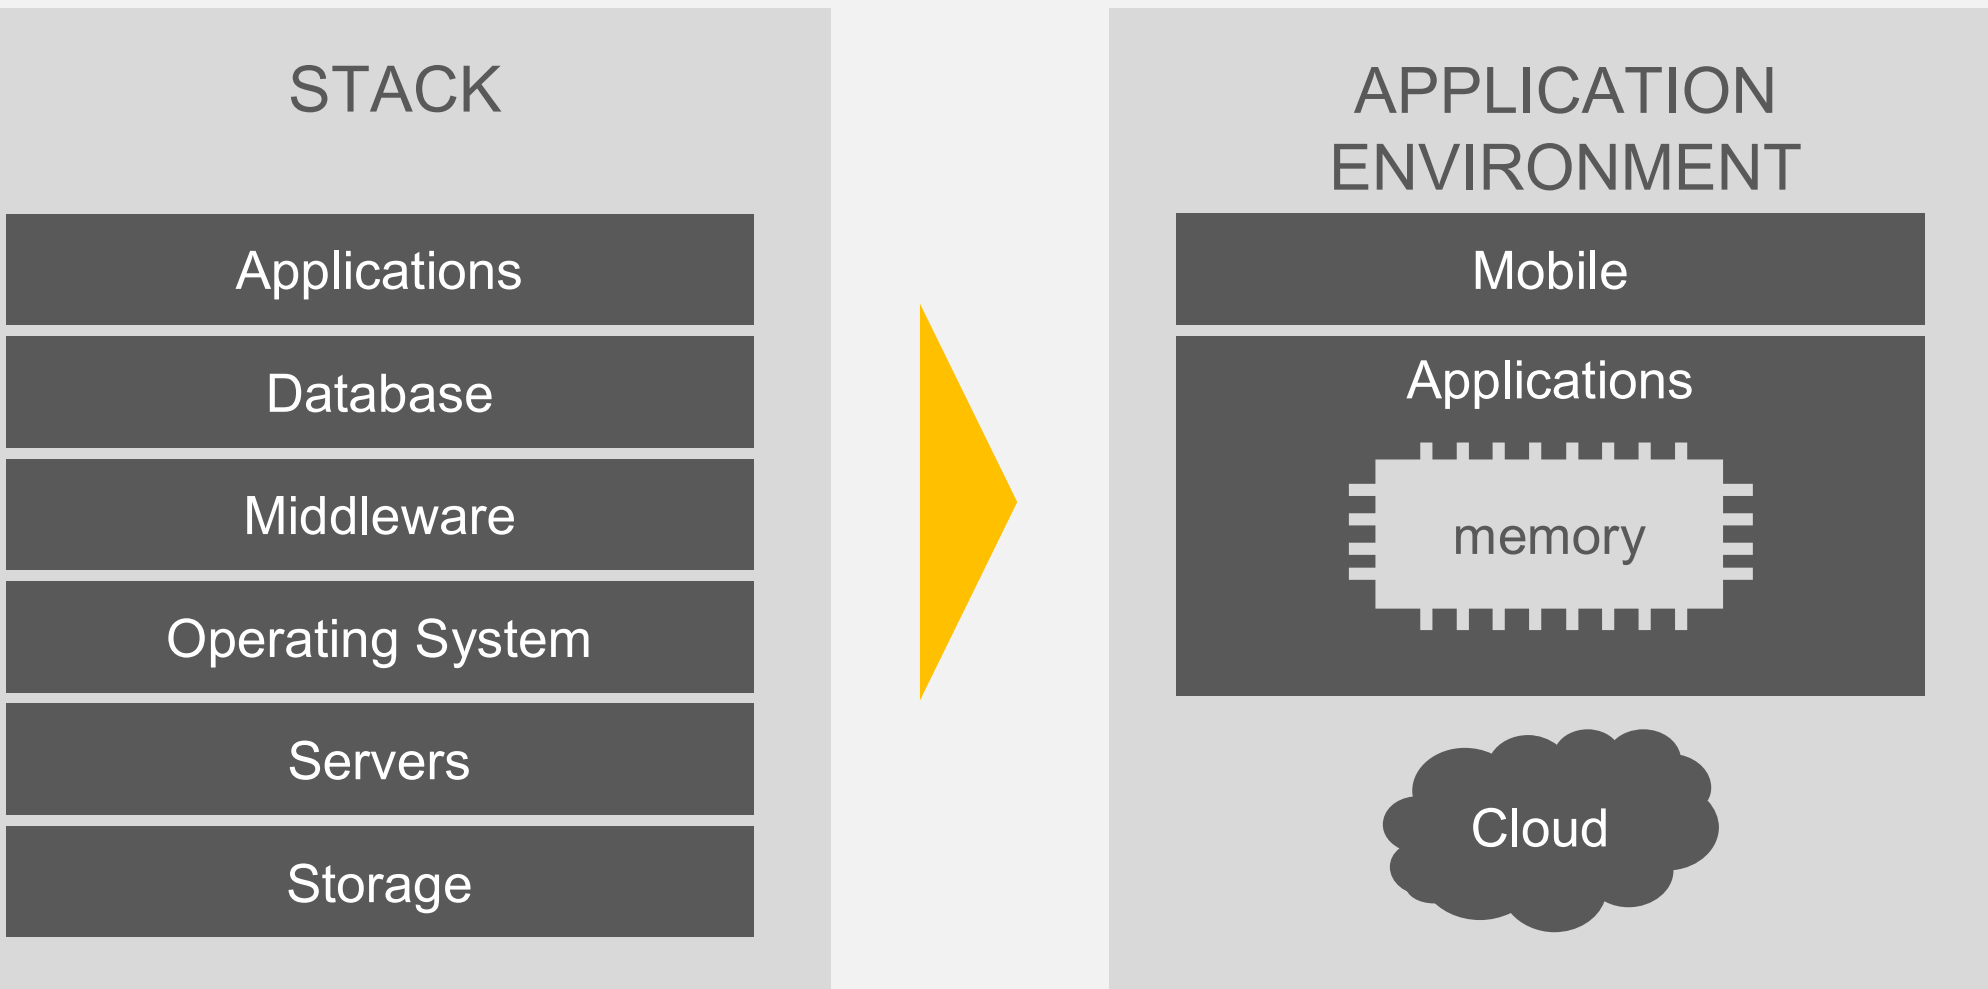 STACK
Applications
Database
Middleware
Operating System
Servers
Storage
APPLICATION
ENVIRONMENT
Mobile
Applications
memory
Cloud